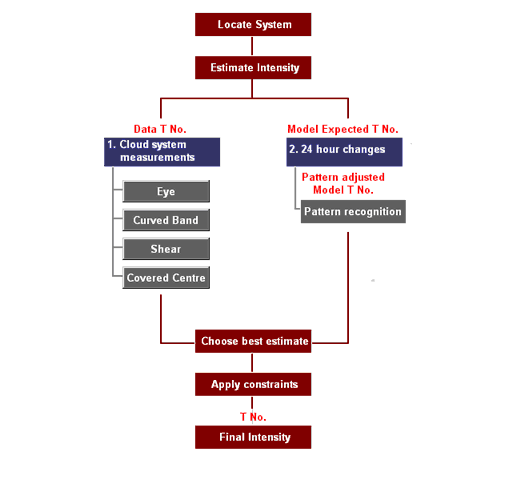 Locate System
Estimate Intensity
Data T No.
1. Cloud system
measurements
Eye
Curved Band
Shear
Covered Centre
Model Expected T No.
2. 24 hour changes
Pattern adjusted
Model T No.
Pattern recognition
Choose best estimate
Apply constraints
T No.
Final Intensity